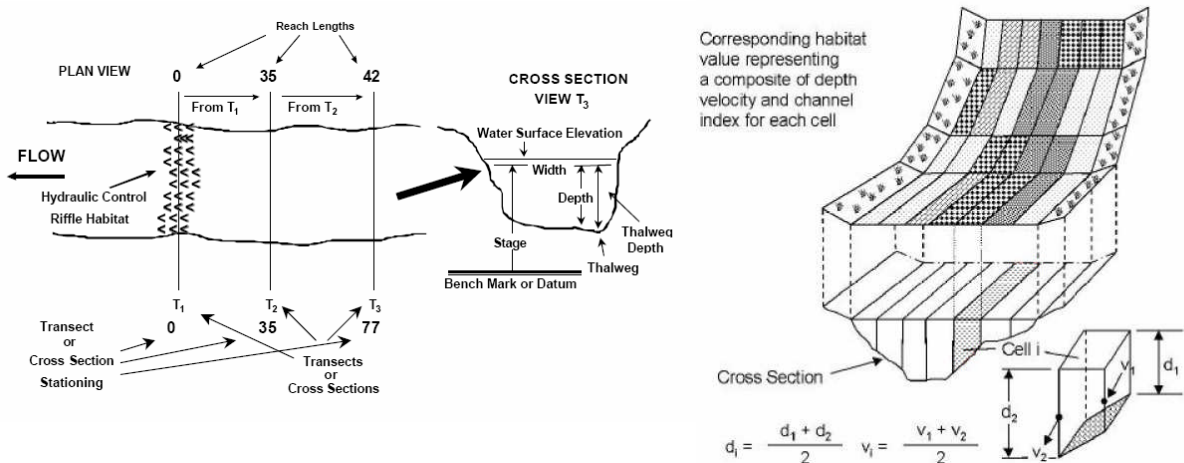 Reach Lengths
PLAN VIEW
0
35
42
From T₁
From T₂
FLOW
Hydraulic Control
Riffle Habitat
T₁
T₂
T₃
0
35
77
Transect
or
Cross Section
Stationing
Transects
or
Cross Sections
CROSS SECTION
VIEW T₃
Water Surface Elevation
Width
Depth
Stage
Thalweg
Depth
Thalweg
Bench Mark or Datum
Corresponding habitat
value representing
a composite of depth
velocity and channel
index for each cell
Cell i
Cross Section
d₁
d₂
v₁
v₂
dᵢ = (d₁ + d₂) / 2 vᵢ = (v₁ + v₂) / 2